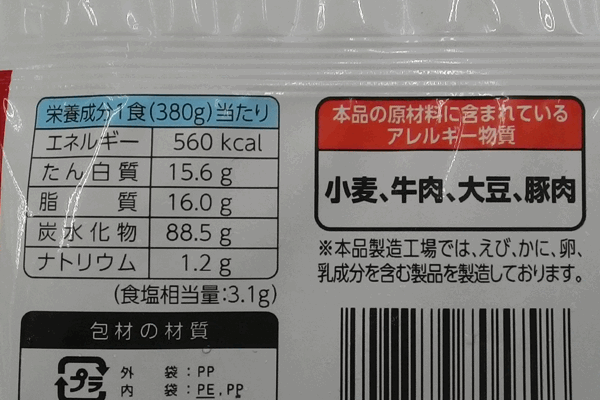 栄養成分1食(380g)当たり
エネルギー 560 kcal
たん白質 15.6 g
脂質 16.0 g
炭水化物 88.5 g
ナトリウム 1.2 g
(食塩相当量:3.1g)
包材の材質
プラ
外袋:PP
内袋:PE,PP
本品の原材料に含まれている
アレルギー物質
小麦、牛肉、大豆、豚肉
※本品製造工場では、えび、かに、卵、
乳成分を含む製品を製造しております。